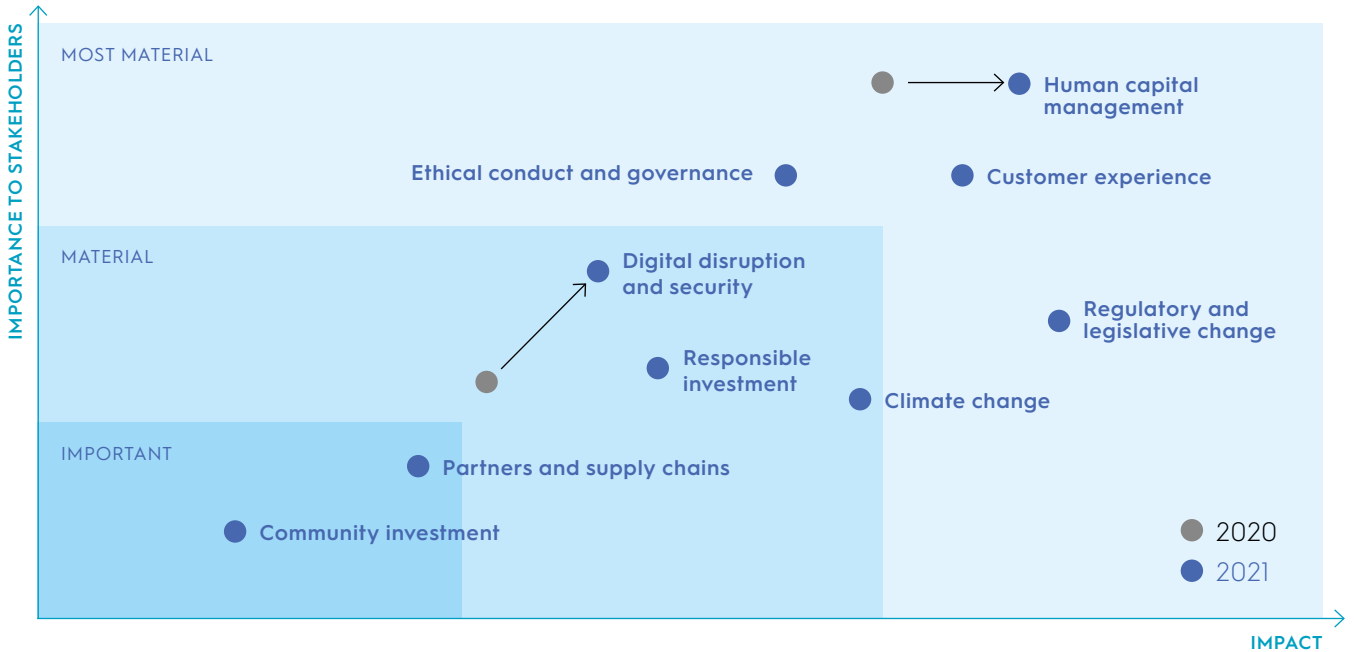 IMPORTANCE TO STAKEHOLDERS
MOST MATERIAL
Human capital
management
Ethical conduct and governance
Customer experience
MATERIAL
Digital disruption
and security
Regulatory and
legislative change
Responsible
investment
Climate change
IMPORTANT
Partners and supply chains
Community investment
2020
2021
IMPACT